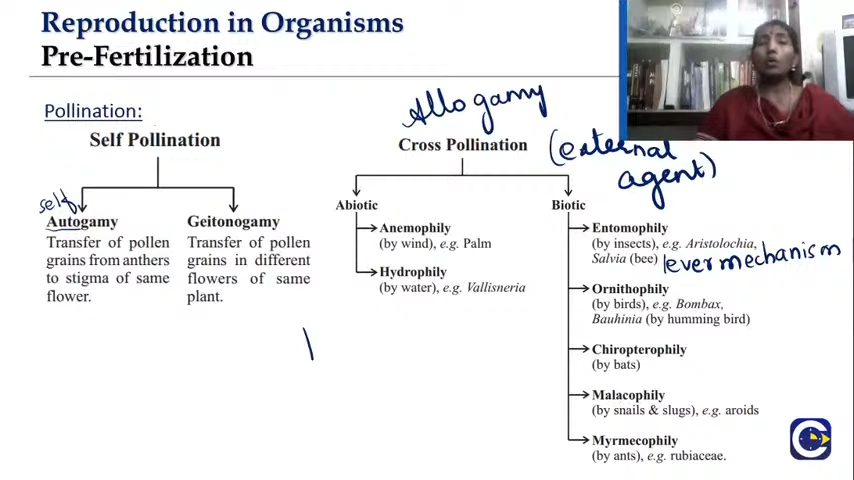 Reproduction in Organisms
Pre-Fertilization
Pollination:
Self Pollination
self
Autogamy
Transfer of pollen
grains from anthers
to stigma of same
flower.
Geitonogamy
Transfer of pollen
grains in different
flowers of same
plant.
Allogamy
Cross Pollination
(external
agent)
Abiotic
Anemophily
(by wind), e.g. Palm
Hydrophily
(by water), e.g. Vallisneria
Biotic
Entomophily
(by insects), e.g. Aristolochia,
Salvia (bee)
lever mechanism
Ornithophily
(by birds), e.g. Bombax,
Bauhinia (by humming bird)
Chiropterophily
(by bats)
Malacophily
(by snails & slugs), e.g. aroids
Myrmecophily
(by ants), e.g. rubiaceae.